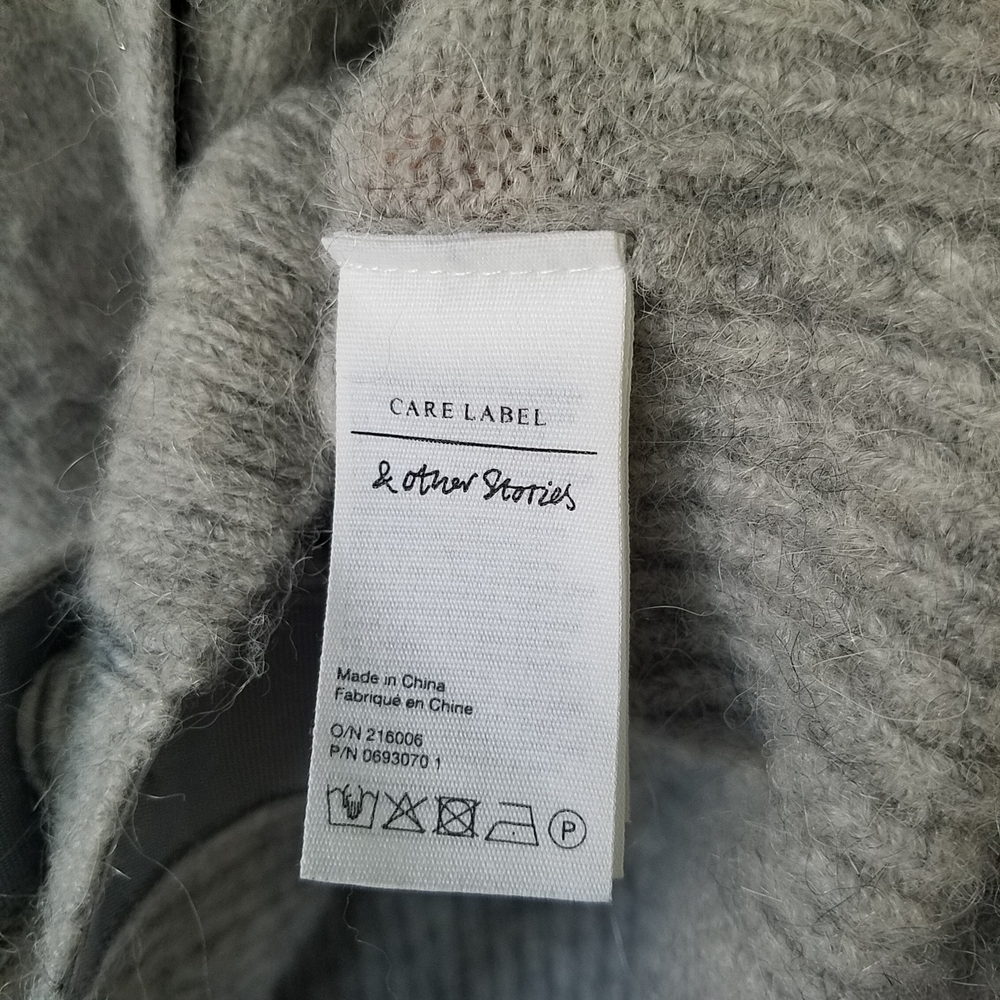 CARE LABEL
& other Stories
Made in China
Fabriqué en Chine
O/N 216006
P/N 0693070 1
P